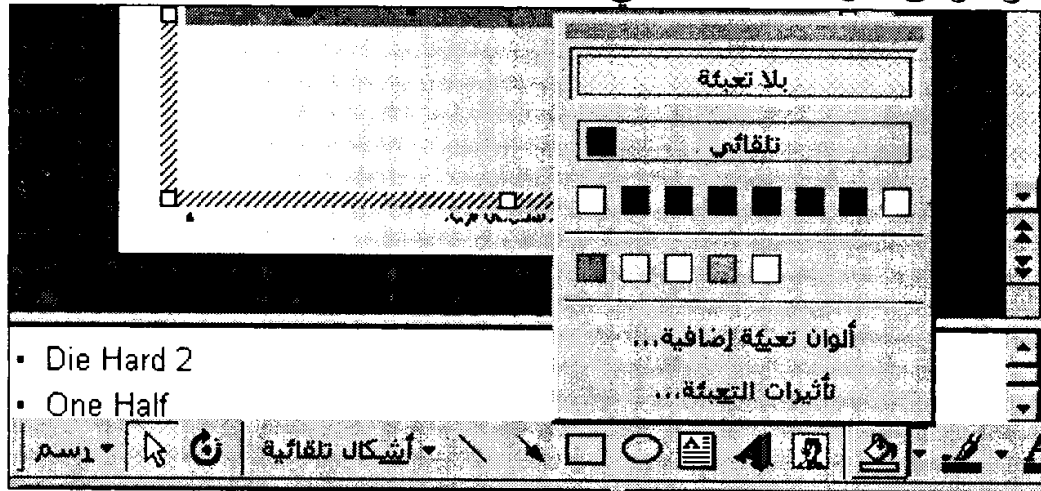 بلا تعبئة
تلقائي
ألوان تعبئة إضافية...
تأثيرات التعبئة...
• Die Hard 2
• One Half
رسم
أشكال تلقائية